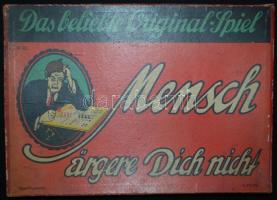 Das beliebte Original-Spiel
Mensch
ärgere Dich nicht